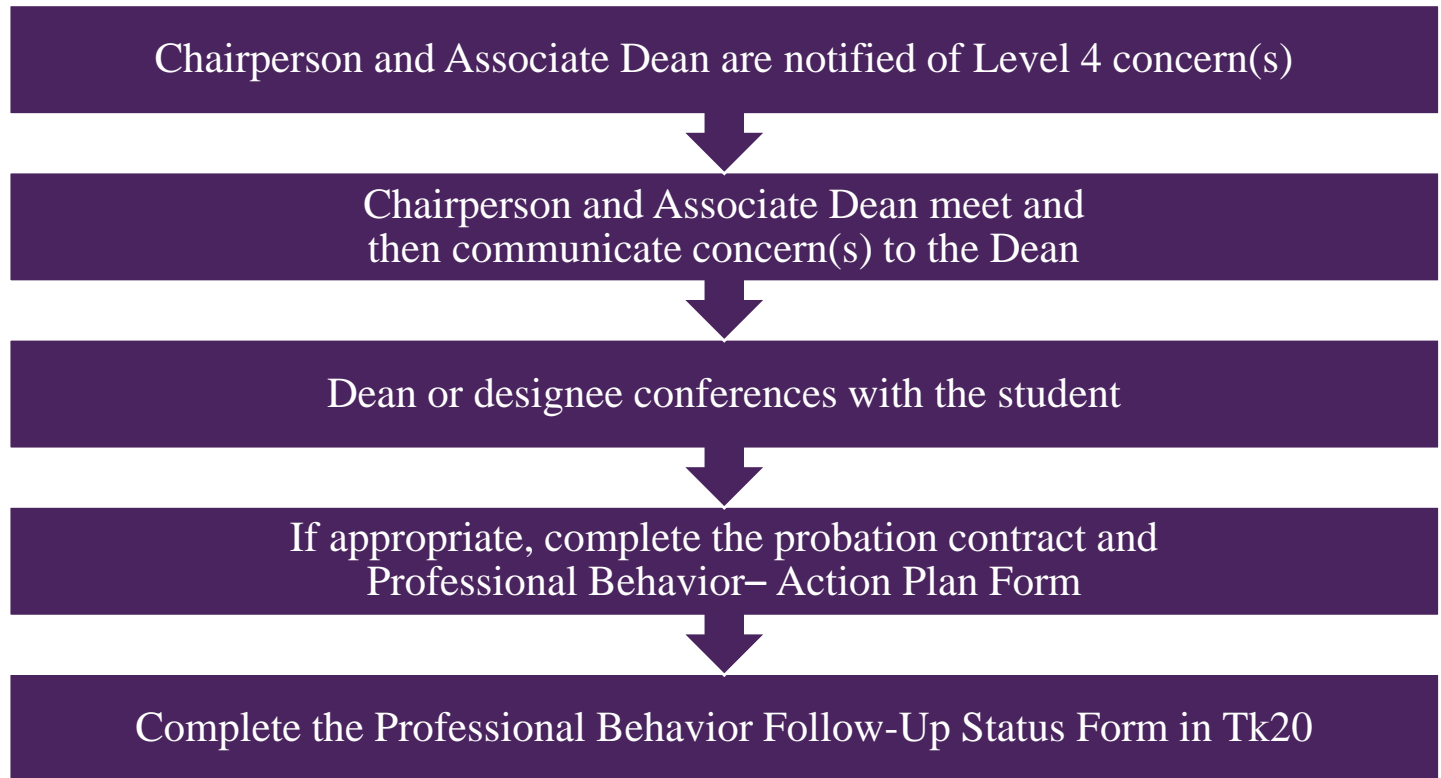 Chairperson and Associate Dean are notified of Level 4 concern(s)
Chairperson and Associate Dean meet and
then communicate concern(s) to the Dean
Dean or designee conferences with the student
If appropriate, complete the probation contract and
Professional Behavior– Action Plan Form
Complete the Professional Behavior Follow-Up Status Form in Tk20